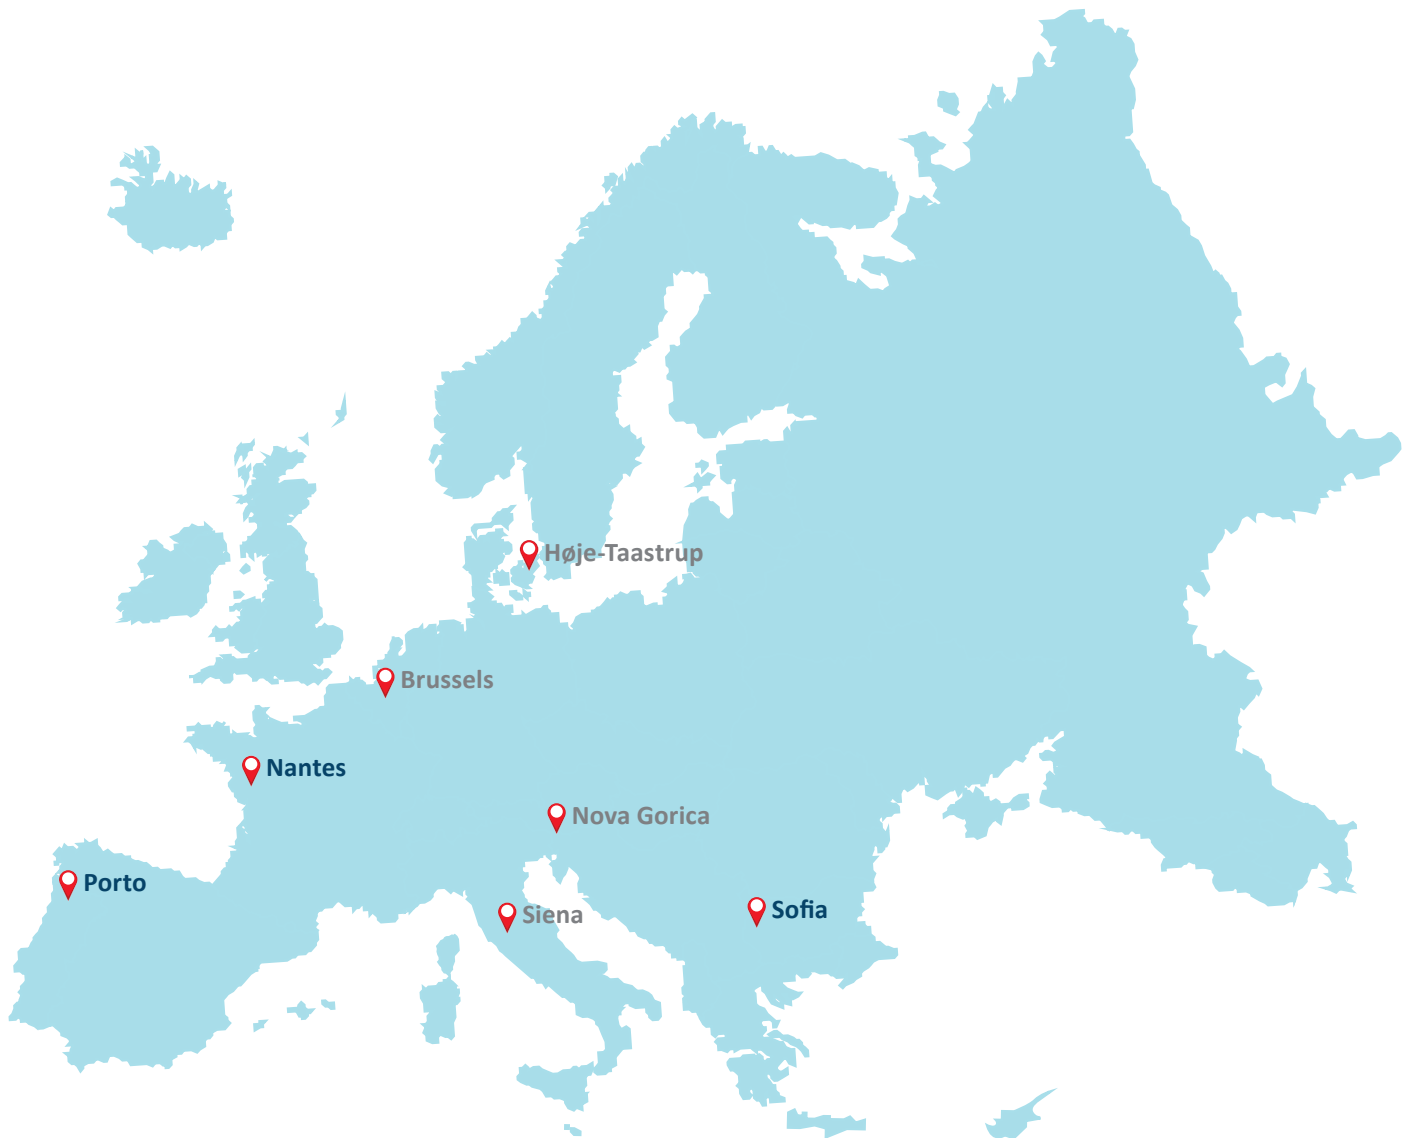 Høje-Taastrup
Brussels
Nantes
Nova Gorica
Porto
Siena
Sofia